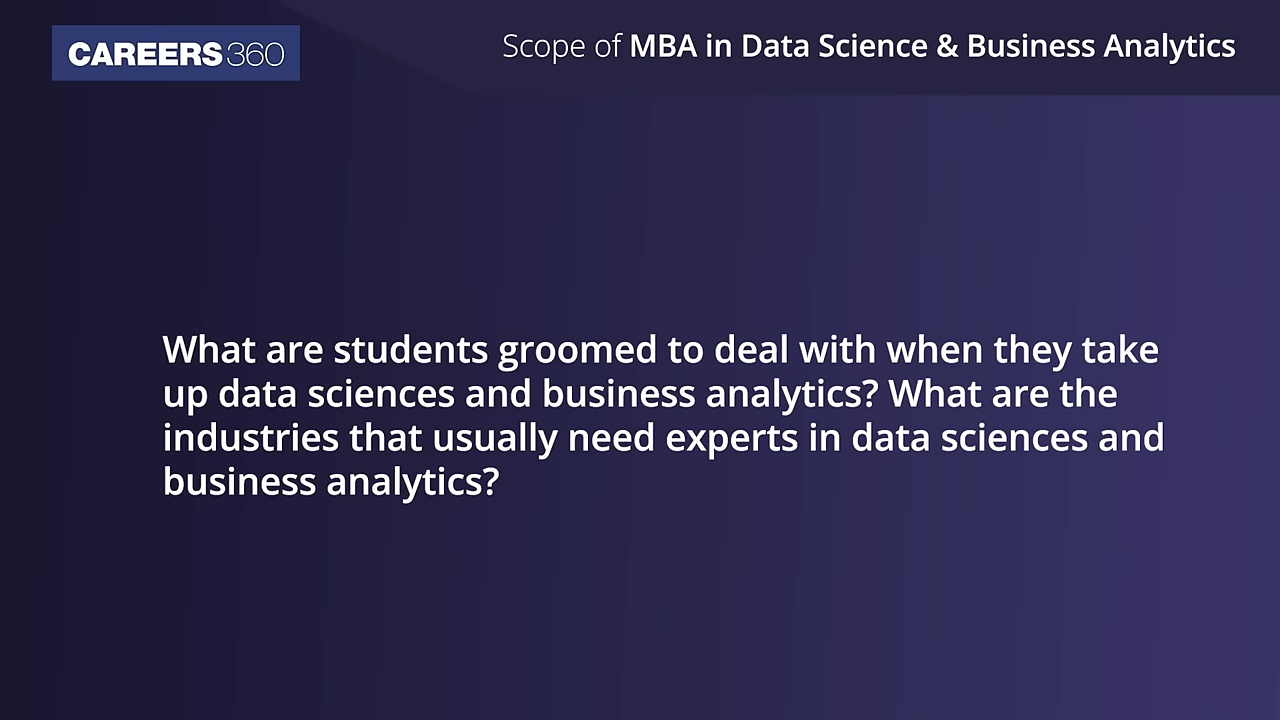 CAREERS360
Scope of MBA in Data Science & Business Analytics
What are students groomed to deal with when they take
up data sciences and business analytics? What are the
industries that usually need experts in data sciences and
business analytics?